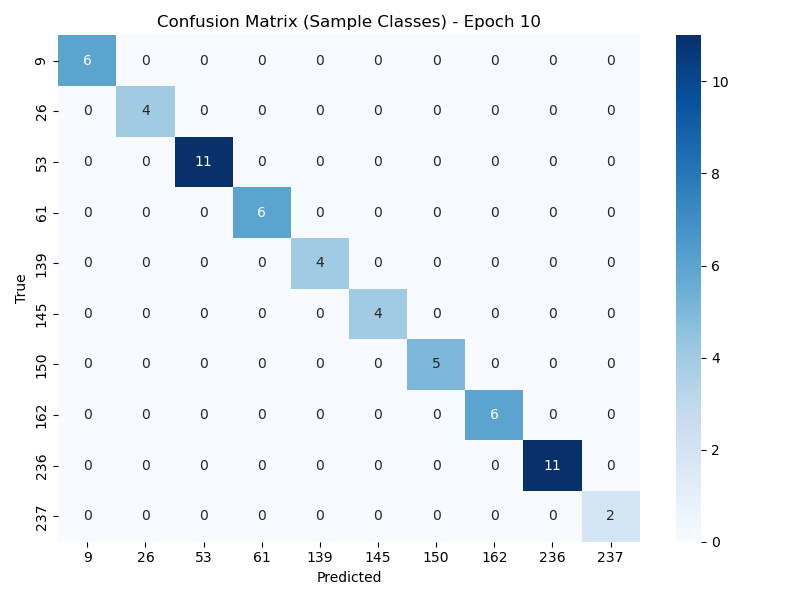 Confusion Matrix (Sample Classes) - Epoch 10
9 6 0 0 0 0 0 0 0 0 0
26 0 4 0 0 0 0 0 0 0 0
53 0 0 11 0 0 0 0 0 0 0
61 0 0 0 6 0 0 0 0 0 0
139 0 0 0 0 4 0 0 0 0 0
145 0 0 0 0 0 4 0 0 0 0
150 0 0 0 0 0 0 5 0 0 0
162 0 0 0 0 0 0 0 6 0 0
236 0 0 0 0 0 0 0 0 11 0
237 0 0 0 0 0 0 0 0 0 2
9 26 53 61 139 145 150 162 236 237
Predicted
True
10
8
6
4
2
0